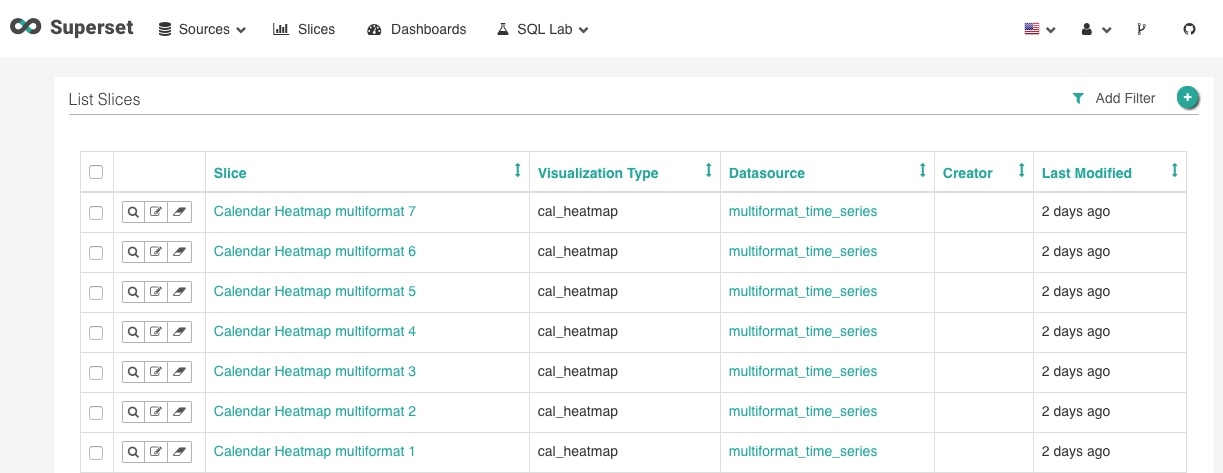 Superset Sources Slices Dashboards SQL Lab
List Slices Add Filter
Slice Visualization Type Datasource Creator Last Modified
Calendar Heatmap multiformat 7 cal_heatmap multiformat_time_series 2 days ago
Calendar Heatmap multiformat 6 cal_heatmap multiformat_time_series 2 days ago
Calendar Heatmap multiformat 5 cal_heatmap multiformat_time_series 2 days ago
Calendar Heatmap multiformat 4 cal_heatmap multiformat_time_series 2 days ago
Calendar Heatmap multiformat 3 cal_heatmap multiformat_time_series 2 days ago
Calendar Heatmap multiformat 2 cal_heatmap multiformat_time_series 2 days ago
Calendar Heatmap multiformat 1 cal_heatmap multiformat_time_series 2 days ago